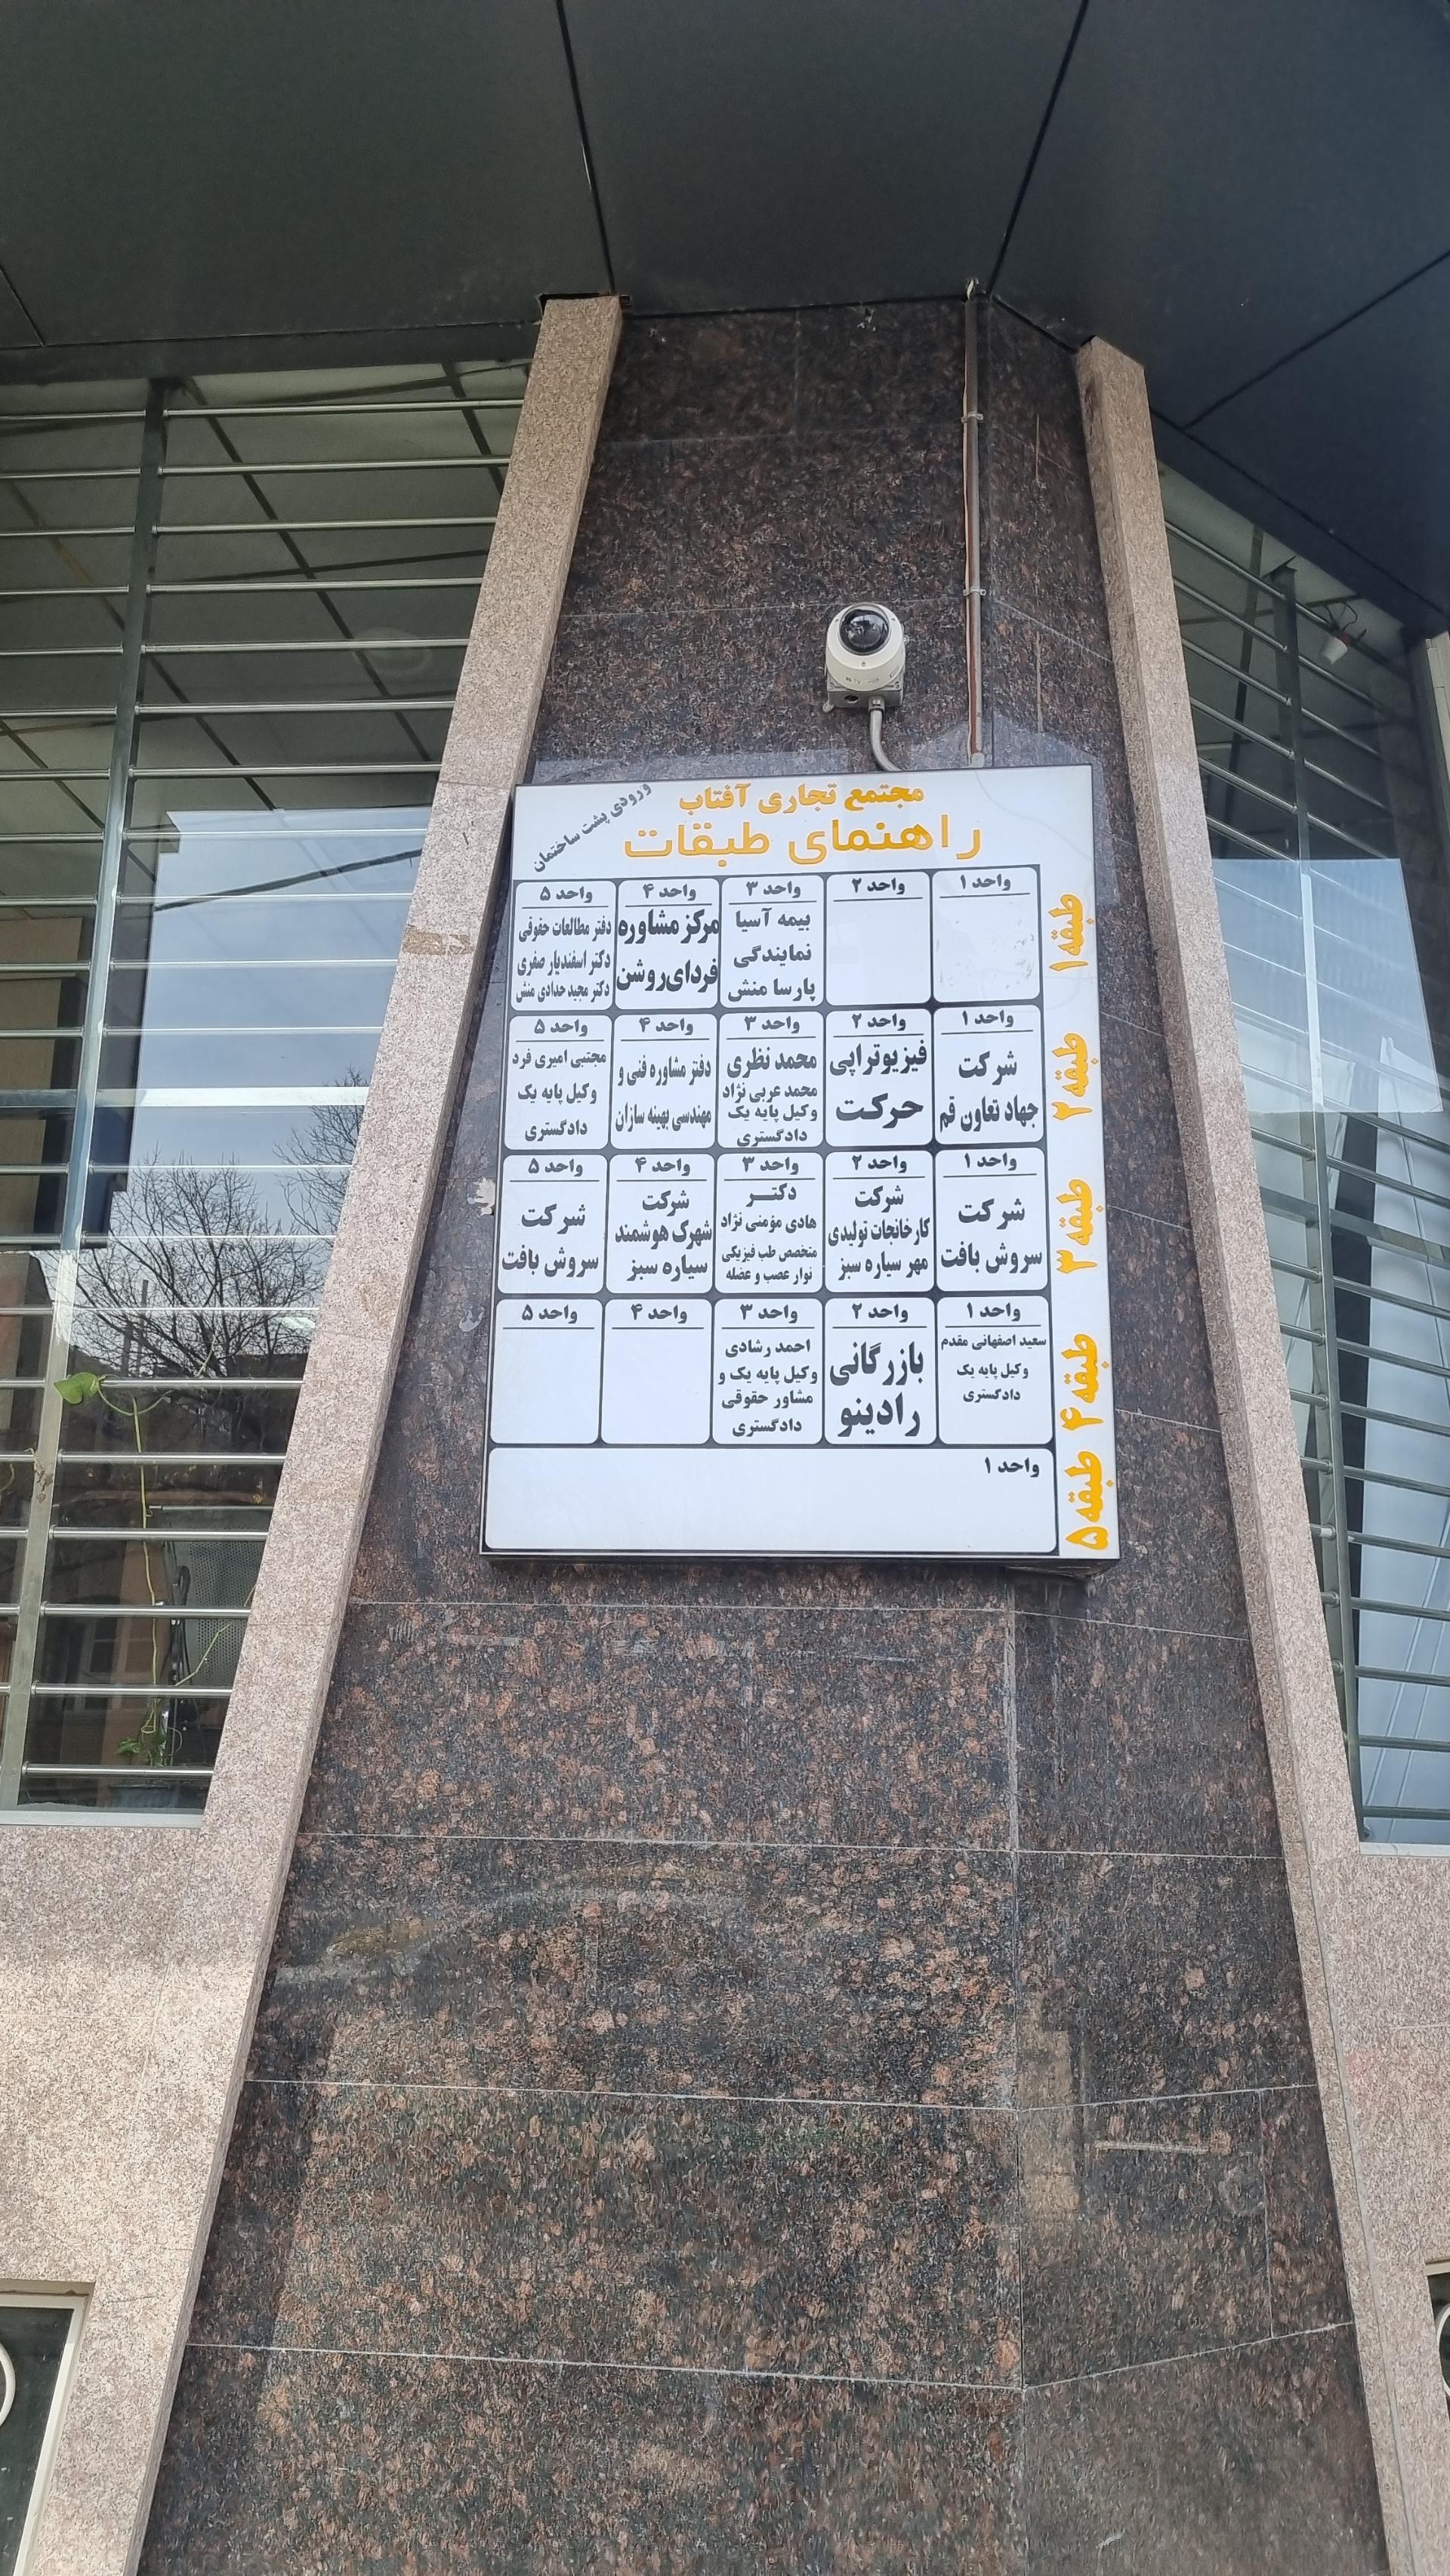 مجتمع تجاری آفتاب
راهنمای طبقات
ورودی پشت ساختمان
طبقه ۱
واحد ۱
واحد ۲
واحد ۳
بیمه آسیا
نمایندگی
پارسا منش
واحد ۴
مرکز مشاوره
فردای روشن
واحد ۵
دفتر مطالعات حقوقی
دکتر اسفندیار صفری
دکتر مجید حدادی منش
طبقه ۲
واحد ۱
شرکت
جهاد تعاون قم
واحد ۲
فیزیوتراپی
حرکت
واحد ۳
محمد نظری
محمد عربی نژاد
وکیل پایه یک
دادگستری
واحد ۴
دفتر مشاوره فنی و
مهندسی بهینه سازان
واحد ۵
مجتبی امیری فرد
وکیل پایه یک
دادگستری
طبقه ۳
واحد ۱
شرکت
سروش بافت
واحد ۲
شرکت
کارخانجات تولیدی
مهر سیاره سبز
واحد ۳
دکتــر
هادی مؤمنی نژاد
متخصص طب فیزیکی
نوار عصب و عضله
واحد ۴
شرکت
شهرک هوشمند
سیاره سبز
واحد ۵
شرکت
سروش بافت
طبقه ۴
واحد ۱
سعید اصفهانی مقدم
وکیل پایه یک
دادگستری
واحد ۲
بازرگانی
رادینو
واحد ۳
احمد رشادی
وکیل پایه یک و
مشاور حقوقی
دادگستری
واحد ۴
واحد ۵
طبقه ۵
واحد ۱